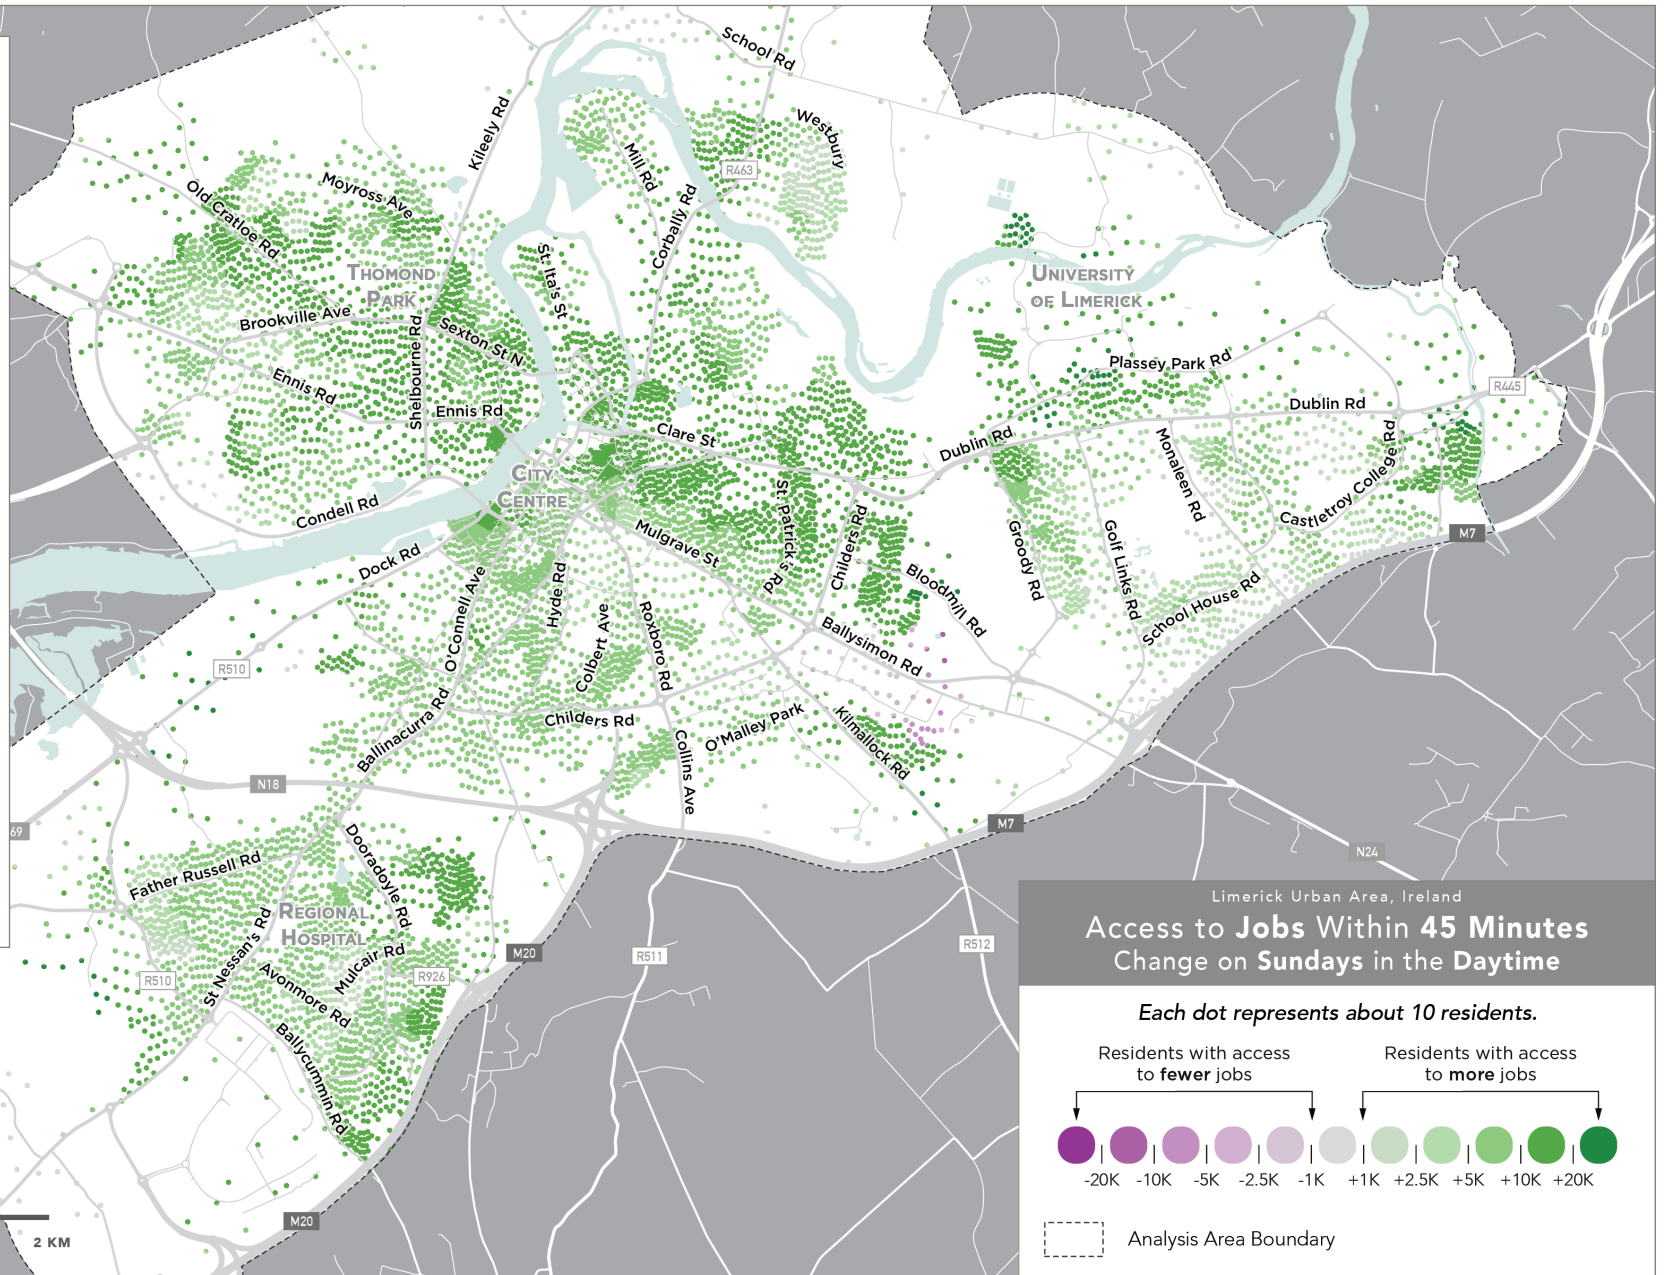 School Rd
Kileely Rd
Westbury
Mill Rd
R463
Moyross Ave
Old Cratloe Rd
Corbally Rd
St. Ita's St
THOMOND
PARK
UNIVERSITY
OF LIMERICK
Brookville Ave
Shelbourne Rd
Sexton St N
Plassey Park Rd
Ennis Rd
R445
Ennis Rd
Dublin Rd
Clare St
Dublin Rd
Monaleen Rd
Castletroy College Rd
CITY
CENTRE
St. Patrick's Rd
Condell Rd
Childers Rd
Mulgrave St
Groody Rd
Golf Links Rd
M7
Dock Rd
O'Connell Ave
Hyde Rd
Bloodmill Rd
School House Rd
Colbert Ave
Roxboro Rd
Ballysimon Rd
R510
Ballinacurra Rd
Childers Rd
O'Malley Park
Kilmallock Rd
Collins Ave
N18
69
M7
N24
Dooradoyle Rd
Father Russell Rd
REGIONAL
HOSPITAL
St Nessan's Rd
Mulcair Rd
M20
R511
R512
R510
Avonmore Rd
R926
Ballycummin Rd
M20
2 KM
Limerick Urban Area, Ireland
Access to Jobs Within 45 Minutes
Change on Sundays in the Daytime
Each dot represents about 10 residents.
Residents with access
to fewer jobs
Residents with access
to more jobs
-20K -10K -5K -2.5K -1K +1K +2.5K +5K +10K +20K
Analysis Area Boundary